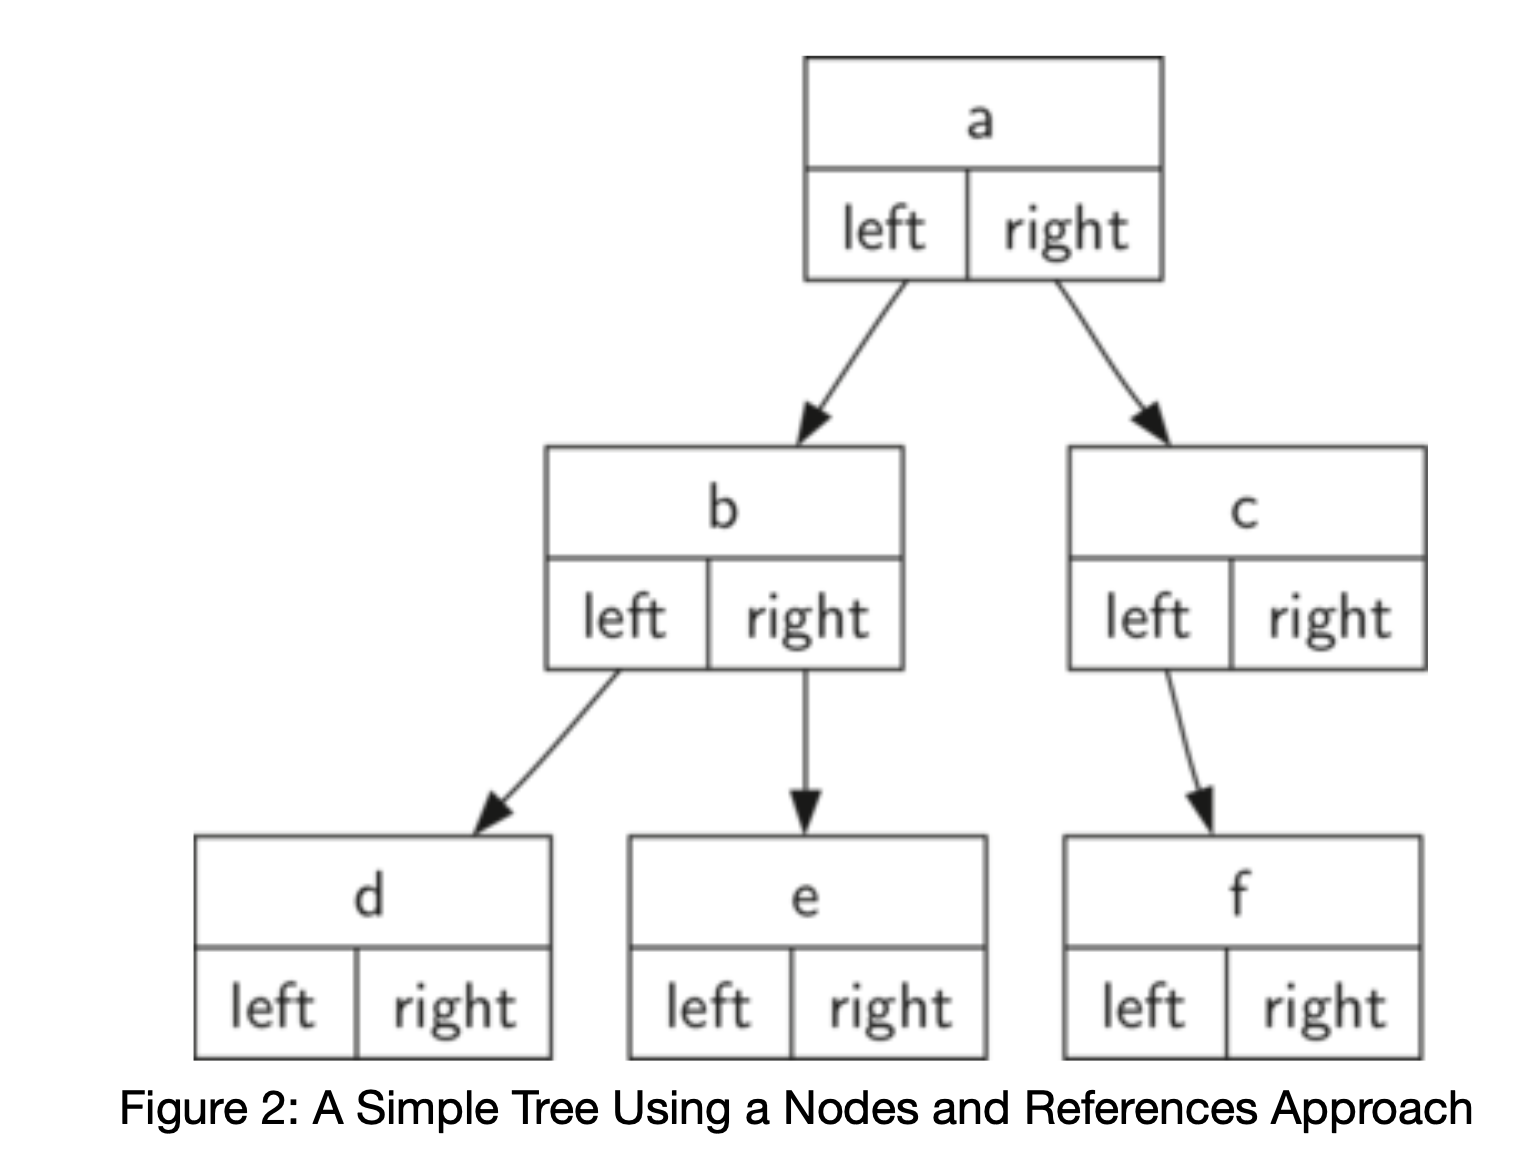 a
left right
b c
left right left right
d e f
left right left right left right
Figure 2: A Simple Tree Using a Nodes and References Approach